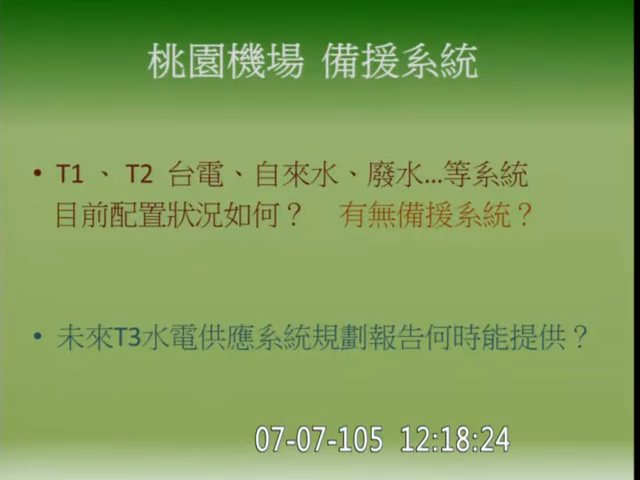 桃園機場 備援系統
• T1、T2 台電、自來水、廢水…等系統
目前配置狀況如何？ 有無備援系統？
• 未來T3水電供應系統規劃報告何時能提供？
07-07-105 12:18:24